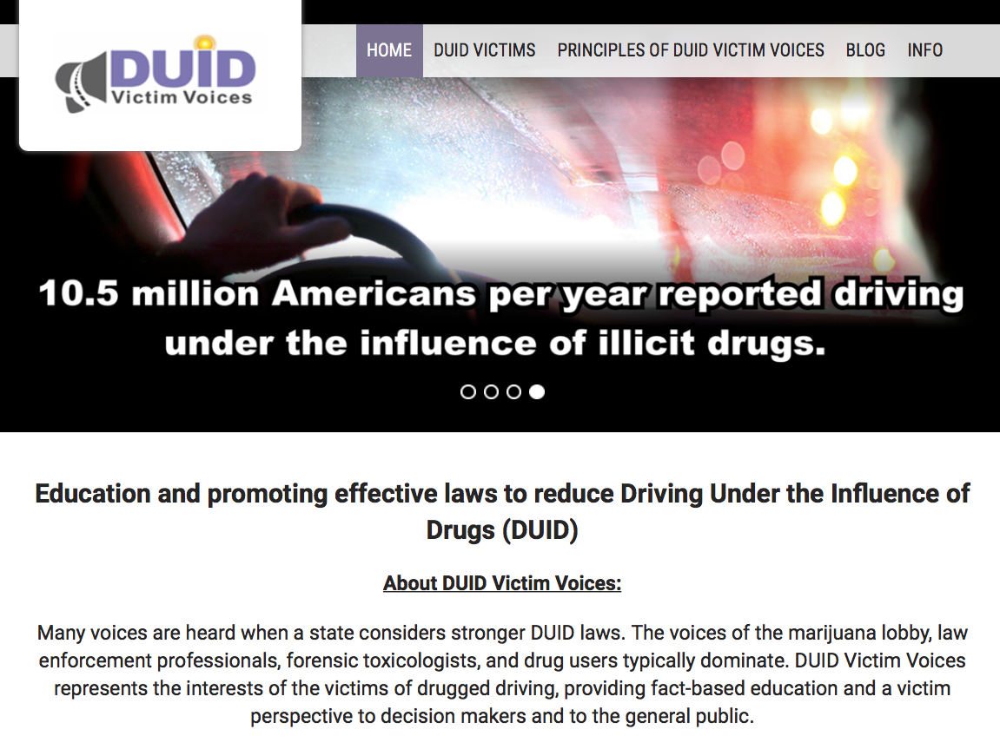 DUID
Victim Voices
HOME DUID VICTIMS PRINCIPLES OF DUID VICTIM VOICES BLOG INFO
10.5 million Americans per year reported driving
under the influence of illicit drugs.
Education and promoting effective laws to reduce Driving Under the Influence of
Drugs (DUID)
About DUID Victim Voices:
Many voices are heard when a state considers stronger DUID laws. The voices of the marijuana lobby, law
enforcement professionals, forensic toxicologists, and drug users typically dominate. DUID Victim Voices
represents the interests of the victims of drugged driving, providing fact-based education and a victim
perspective to decision makers and to the general public.